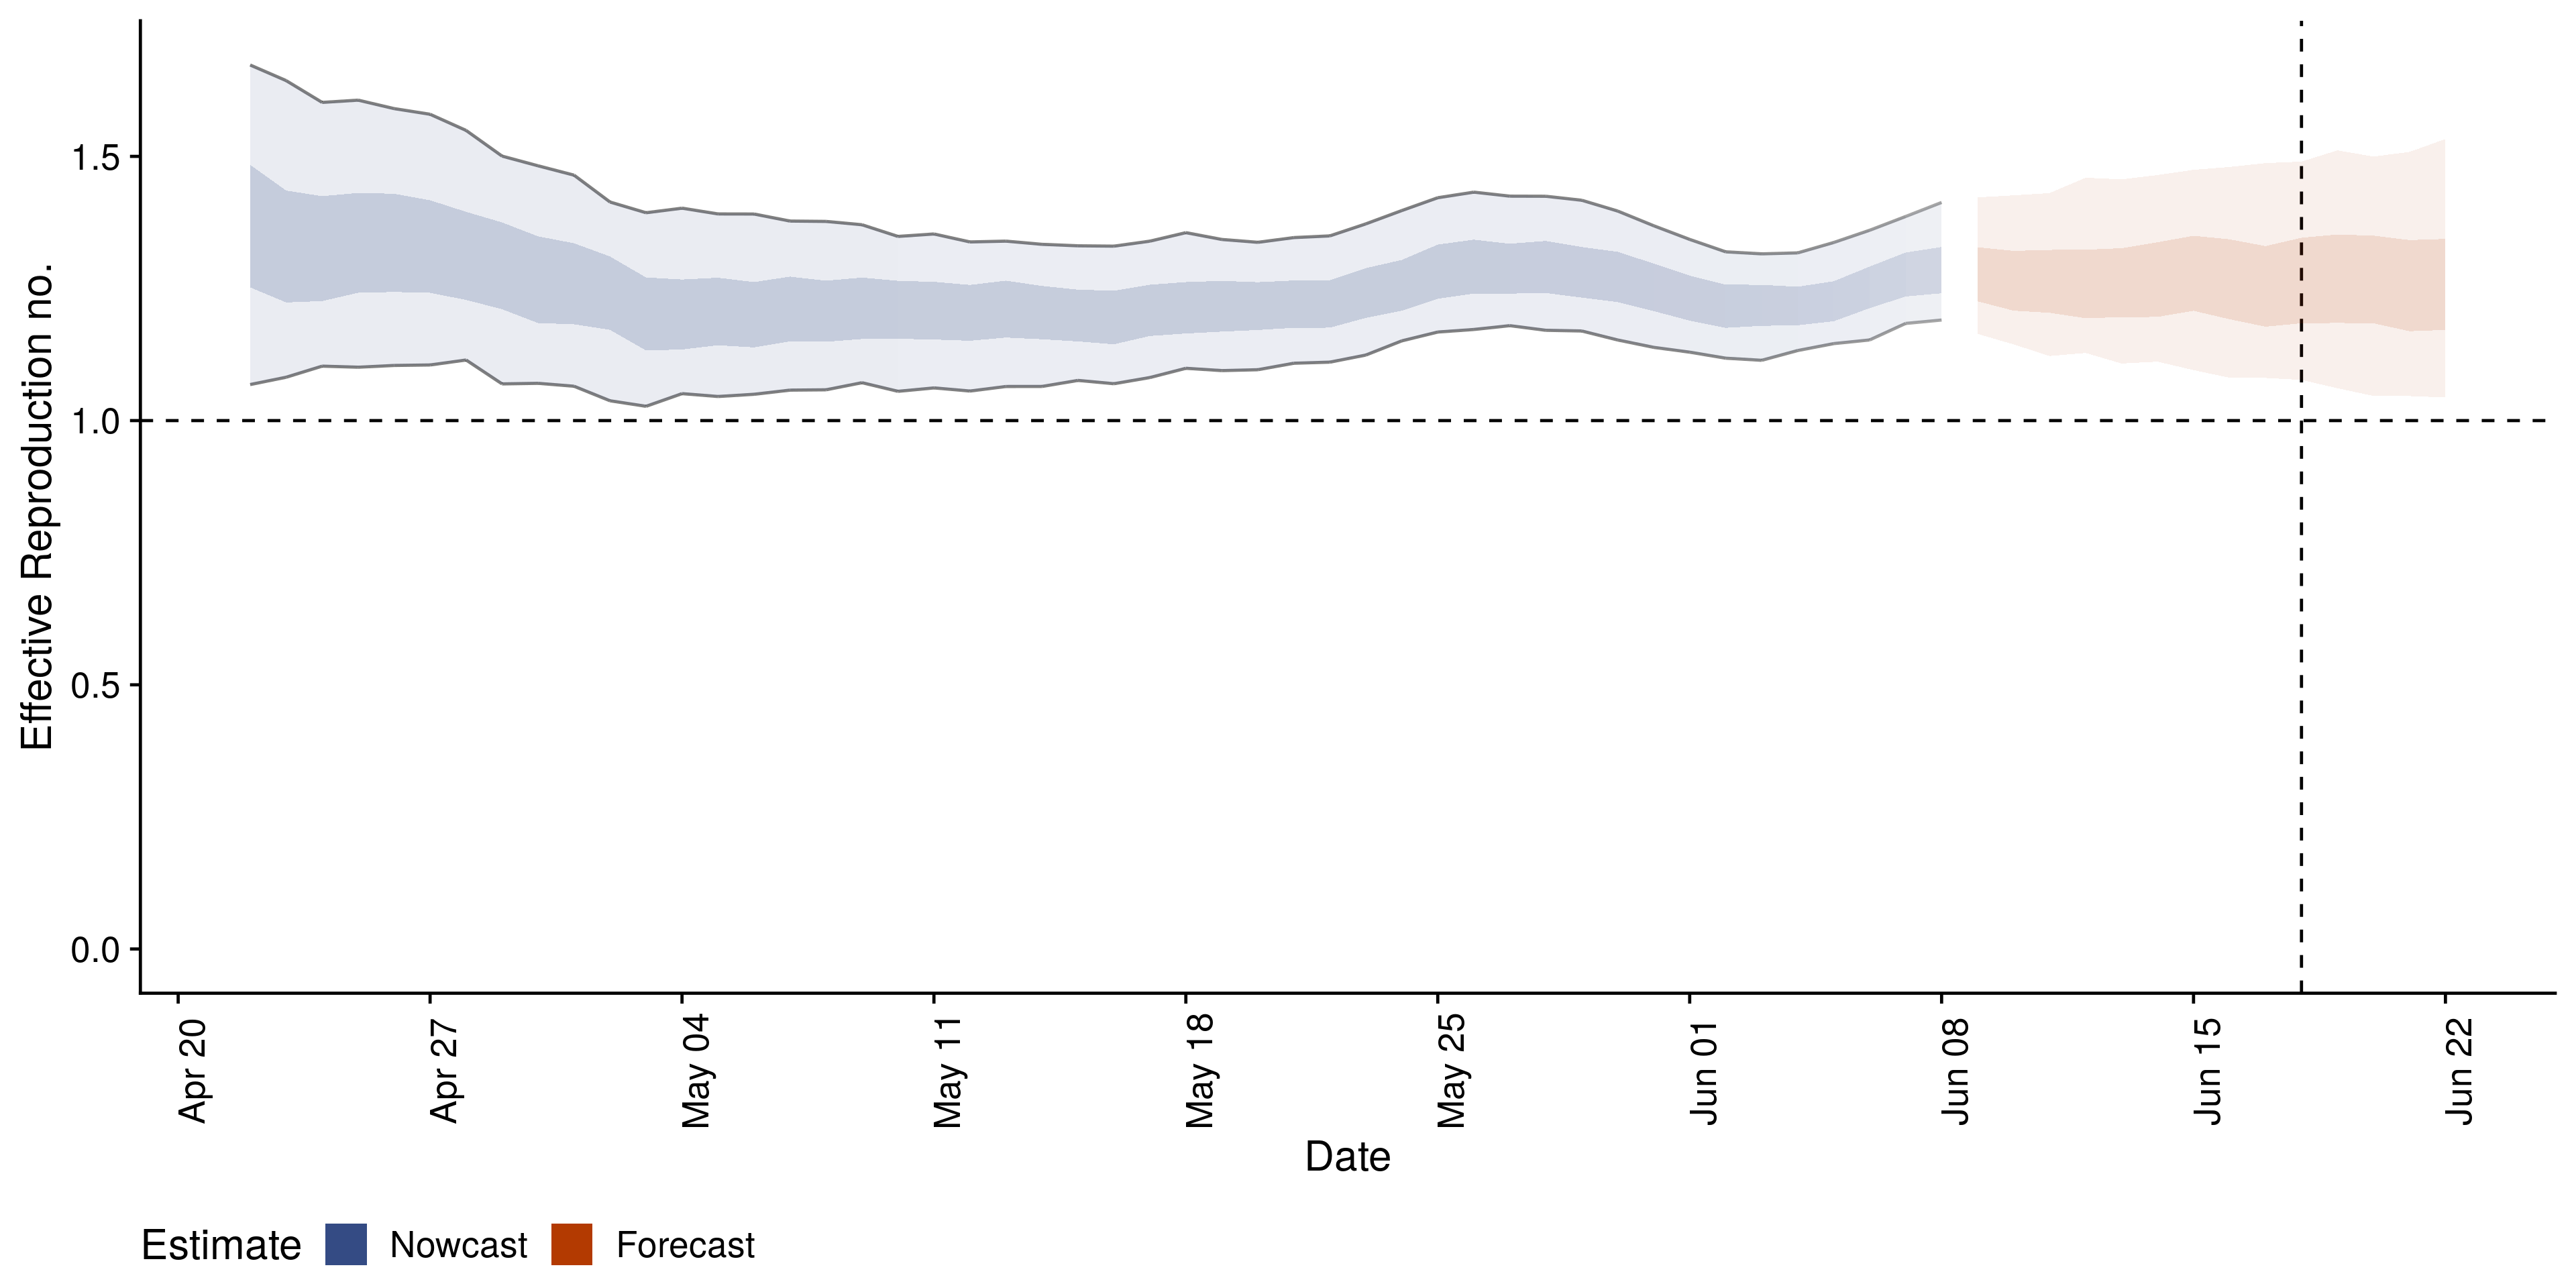 Effective Reproduction no.
1.5
1.0
0.5
0.0
Apr 20
Apr 27
May 04
May 11
May 18
May 25
Jun 01
Jun 08
Jun 15
Jun 22
Date
Estimate Nowcast Forecast